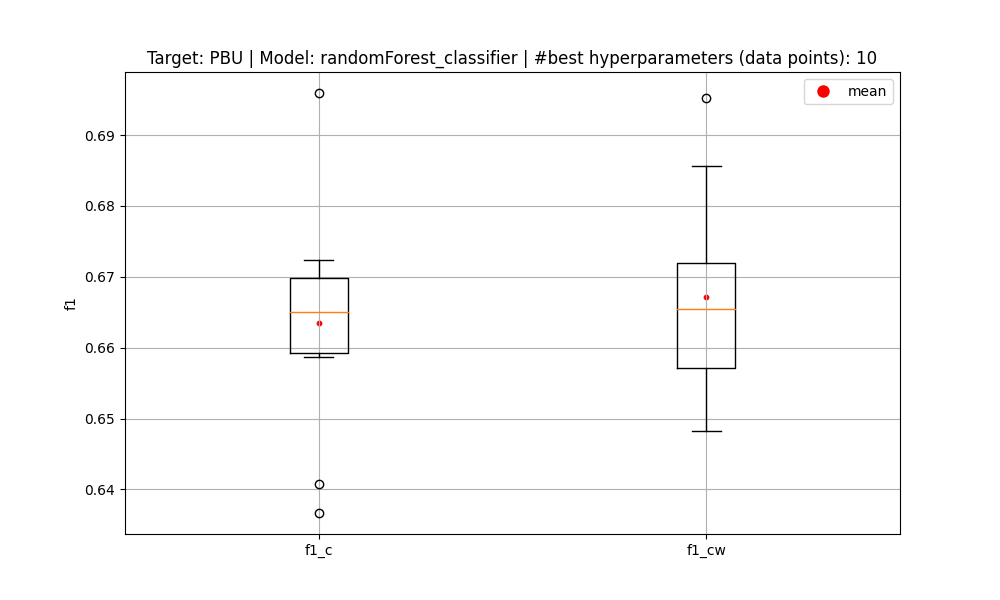 Target: PBU | Model: randomForest_classifier | #best hyperparameters (data points): 10
mean
0.69
0.68
0.67
0.66
0.65
0.64
f1
f1_c
f1_cw